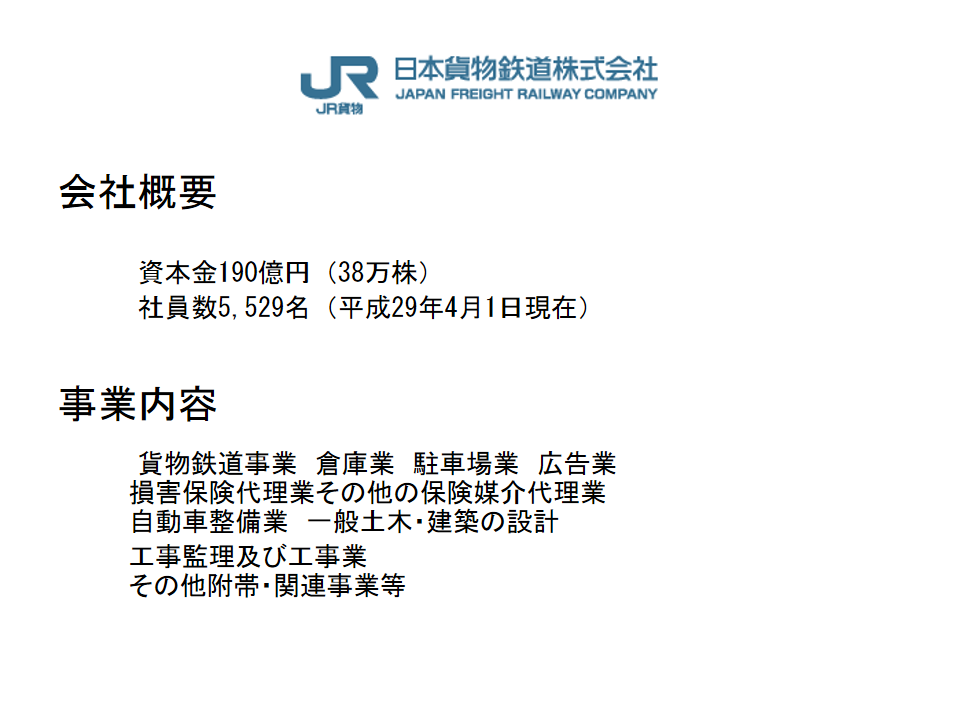 JR 日本貨物鉄道株式会社
JAPAN FREIGHT RAILWAY COMPANY
JR貨物
会社概要
資本金190億円（38万株）
社員数5,529名（平成29年4月1日現在）
事業内容
貨物鉄道事業　倉庫業　駐車場業　広告業
損害保険代理業その他の保険媒介代理業
自動車整備業　一般土木・建築の設計
工事監理及び工事業
その他附帯・関連事業等